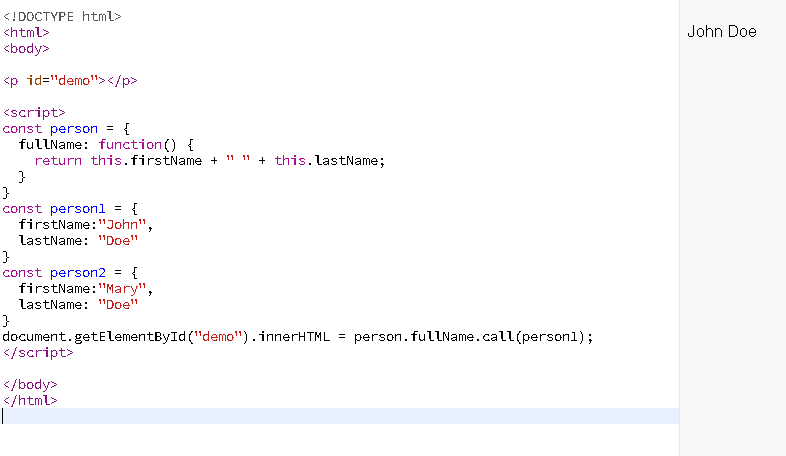 <!DOCTYPE html>
<html>
<body>

<p id="demo"></p>

<script>
const person = {
  fullName: function() {
    return this.firstName + " " + this.lastName;
  }
}
const person1 = {
  firstName:"John",
  lastName: "Doe"
}
const person2 = {
  firstName:"Mary",
  lastName: "Doe"
}
document.getElementById("demo").innerHTML = person.fullName.call(person1);
</script>

</body>
</html>
John Doe